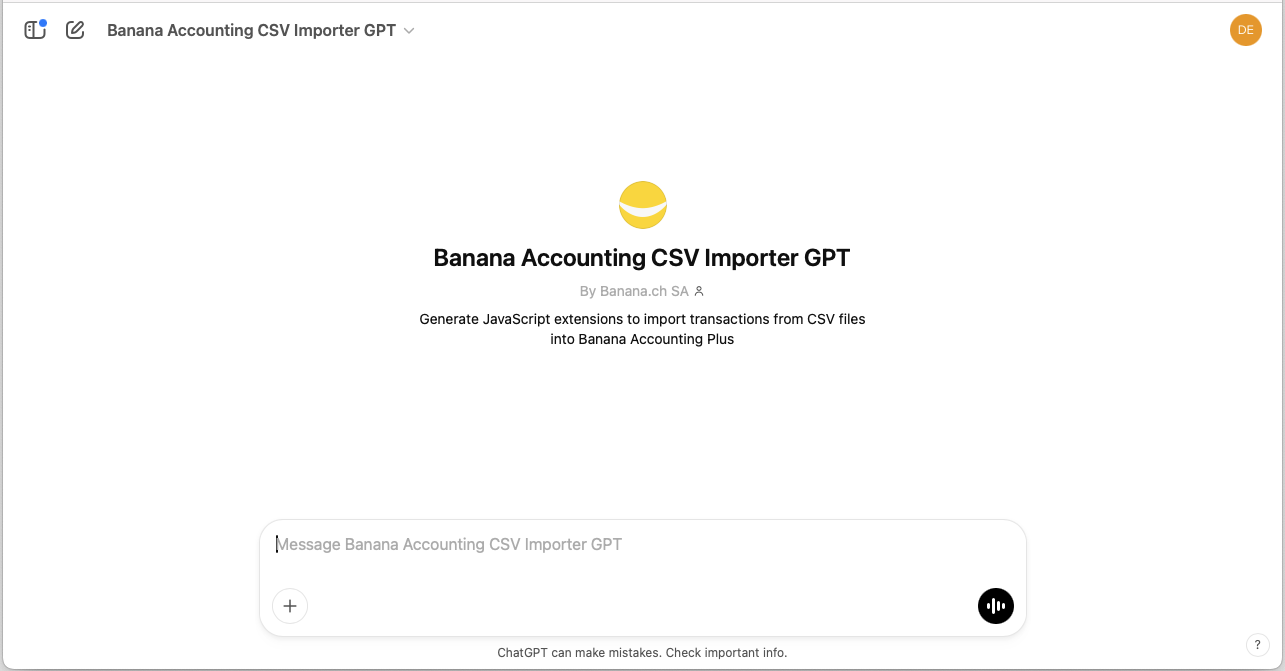 Banana Accounting CSV Importer GPT
DE
Banana Accounting CSV Importer GPT
By Banana.ch SA
Generate JavaScript extensions to import transactions from CSV files
into Banana Accounting Plus
Message Banana Accounting CSV Importer GPT
ChatGPT can make mistakes. Check important info.
?